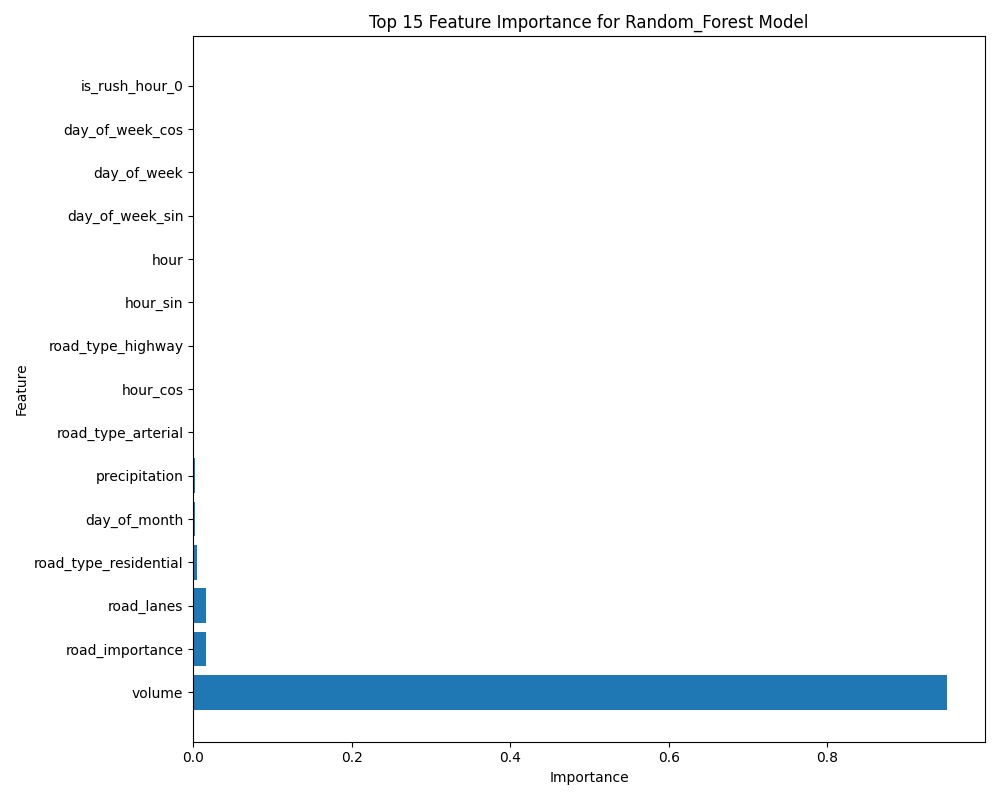 Top 15 Feature Importance for Random_Forest Model
is_rush_hour_0
day_of_week_cos
day_of_week
day_of_week_sin
hour
hour_sin
road_type_highway
hour_cos
road_type_arterial
precipitation
day_of_month
road_type_residential
road_lanes
road_importance
volume
Feature
0.0 0.2 0.4 0.6 0.8
Importance